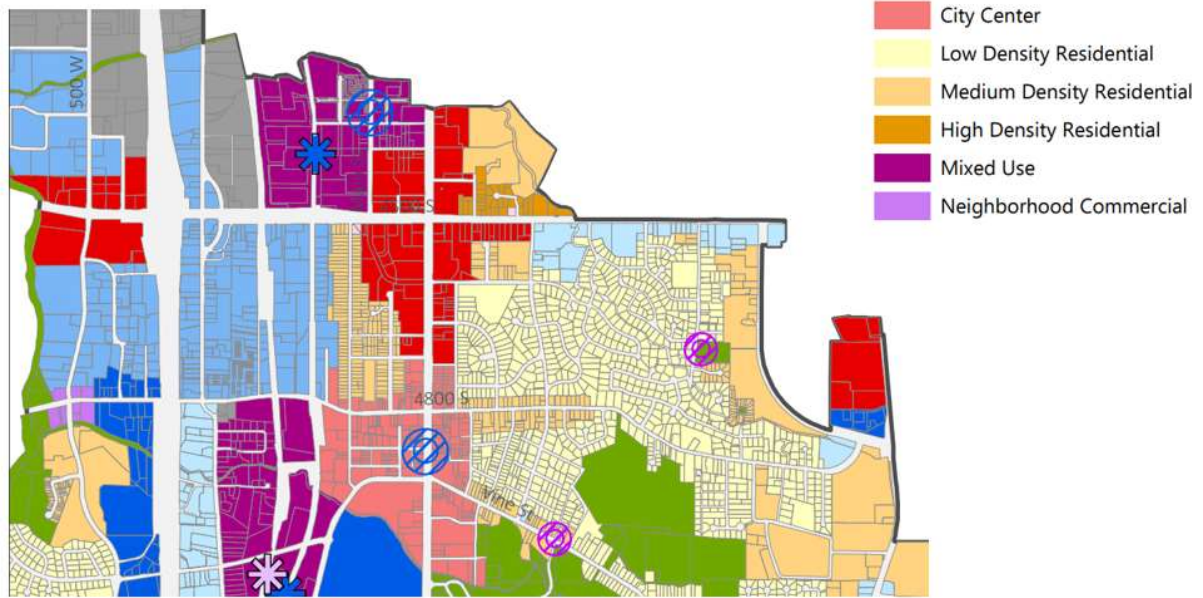 City Center
Low Density Residential
Medium Density Residential
High Density Residential
Mixed Use
Neighborhood Commercial
500 W
4800 S
Vine St